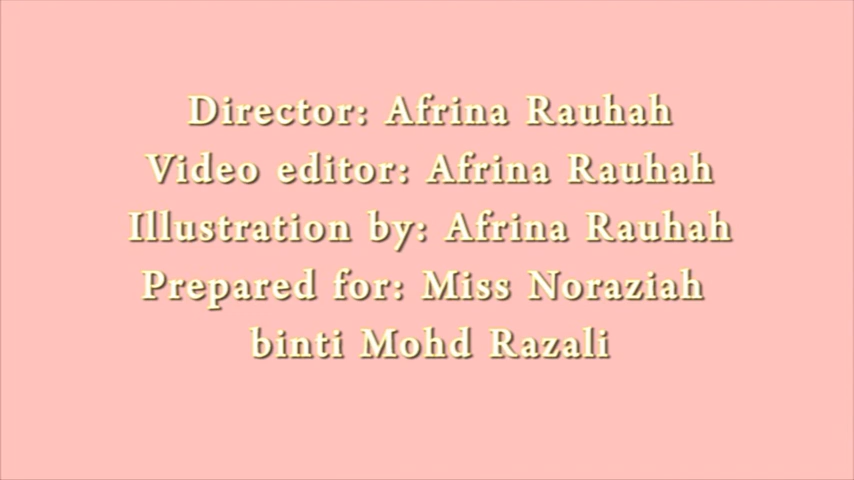 Director: Afrina Rauhah
Video editor: Afrina Rauhah
Illustration by: Afrina Rauhah
Prepared for: Miss Noraziah
binti Mohd Razali